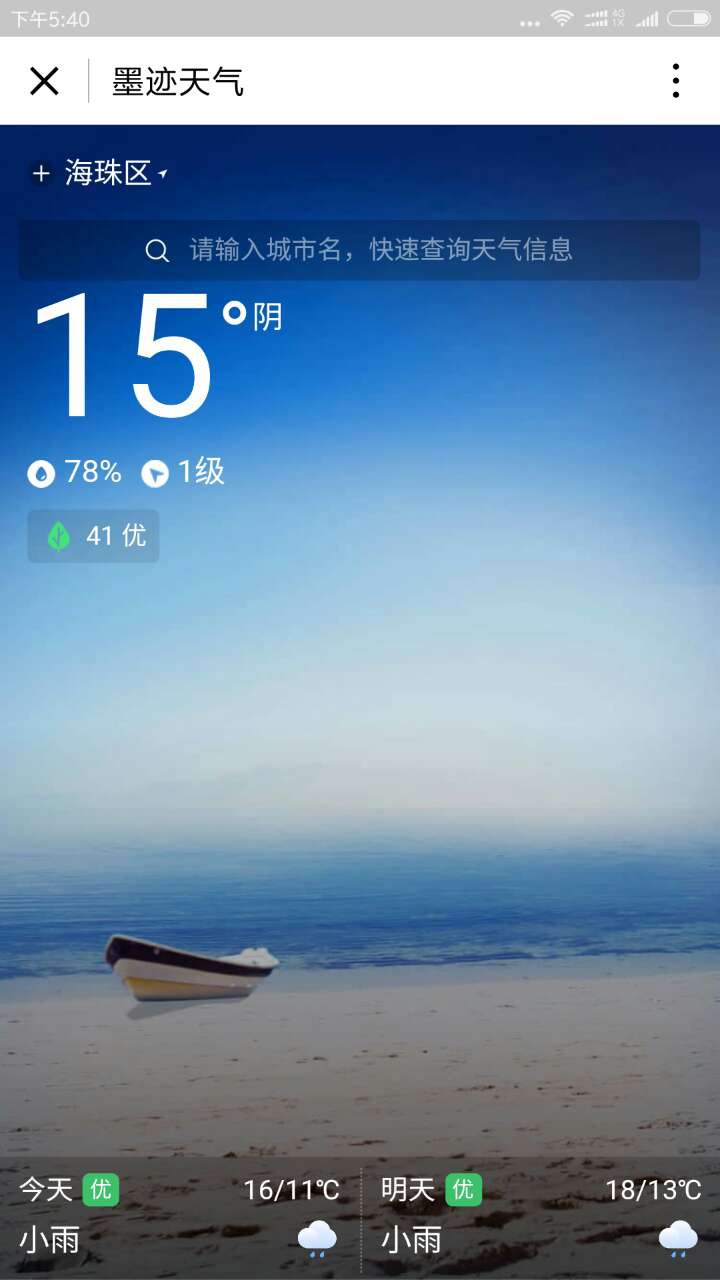 下午5:40
4G
1X
墨迹天气
海珠区
请输入城市名，快速查询天气信息
15°阴
78% 1级
41 优
今天 优 16/11℃ 明天 优 18/13℃
小雨 小雨